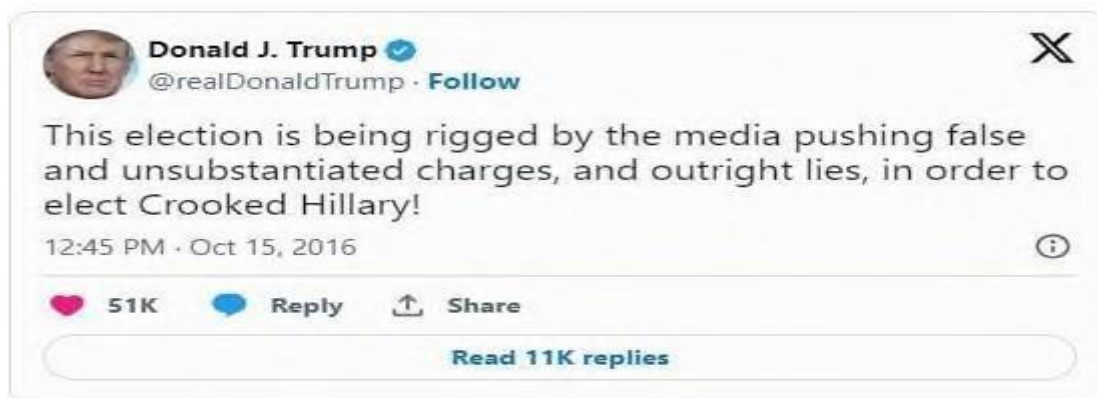 Donald J. Trump
@realDonaldTrump · Follow
This election is being rigged by the media pushing false
and unsubstantiated charges, and outright lies, in order to
elect Crooked Hillary!
12:45 PM · Oct 15, 2016
51K Reply Share
Read 11K replies